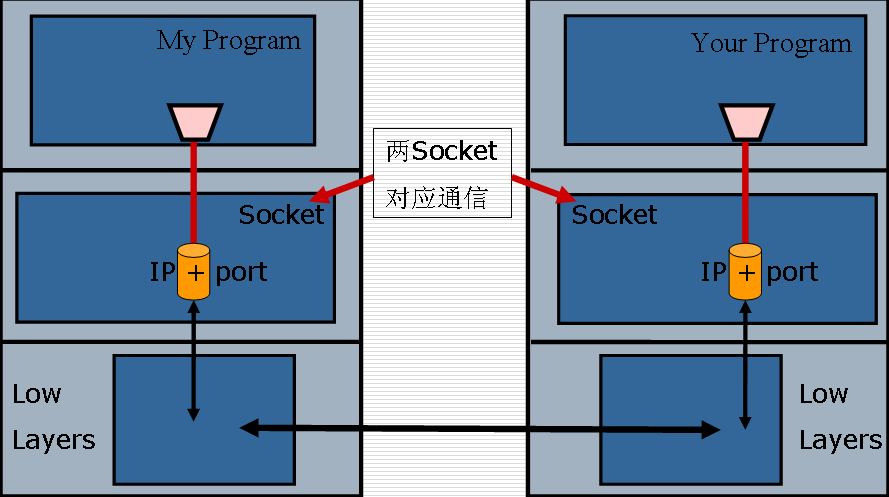 My Program
Your Program
两Socket
对应通信
Socket
Socket
IP + port
IP + port
Low
Layers
Low
Layers